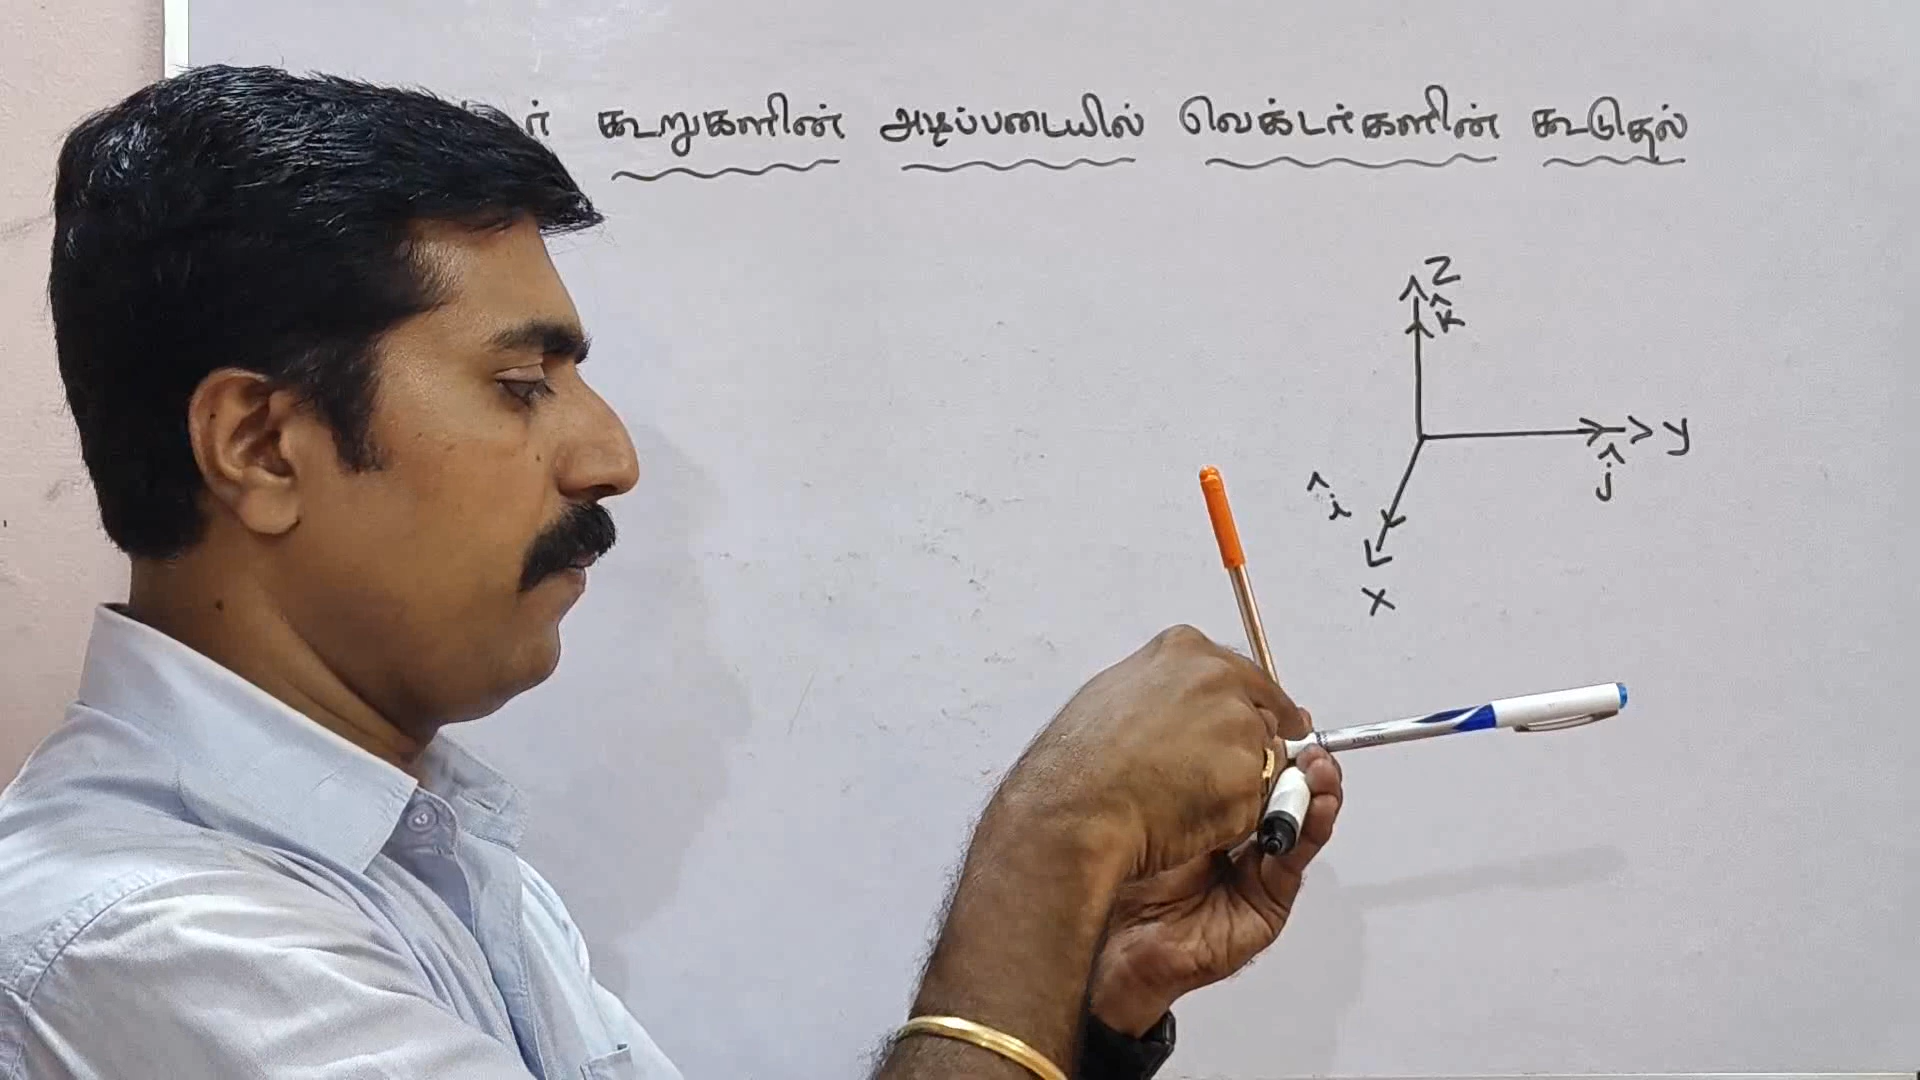 கூறுகளின் அடிப்படையில் வெக்டர்களின் கூடுதல்
Z
k̂
y
ĵ
î
x